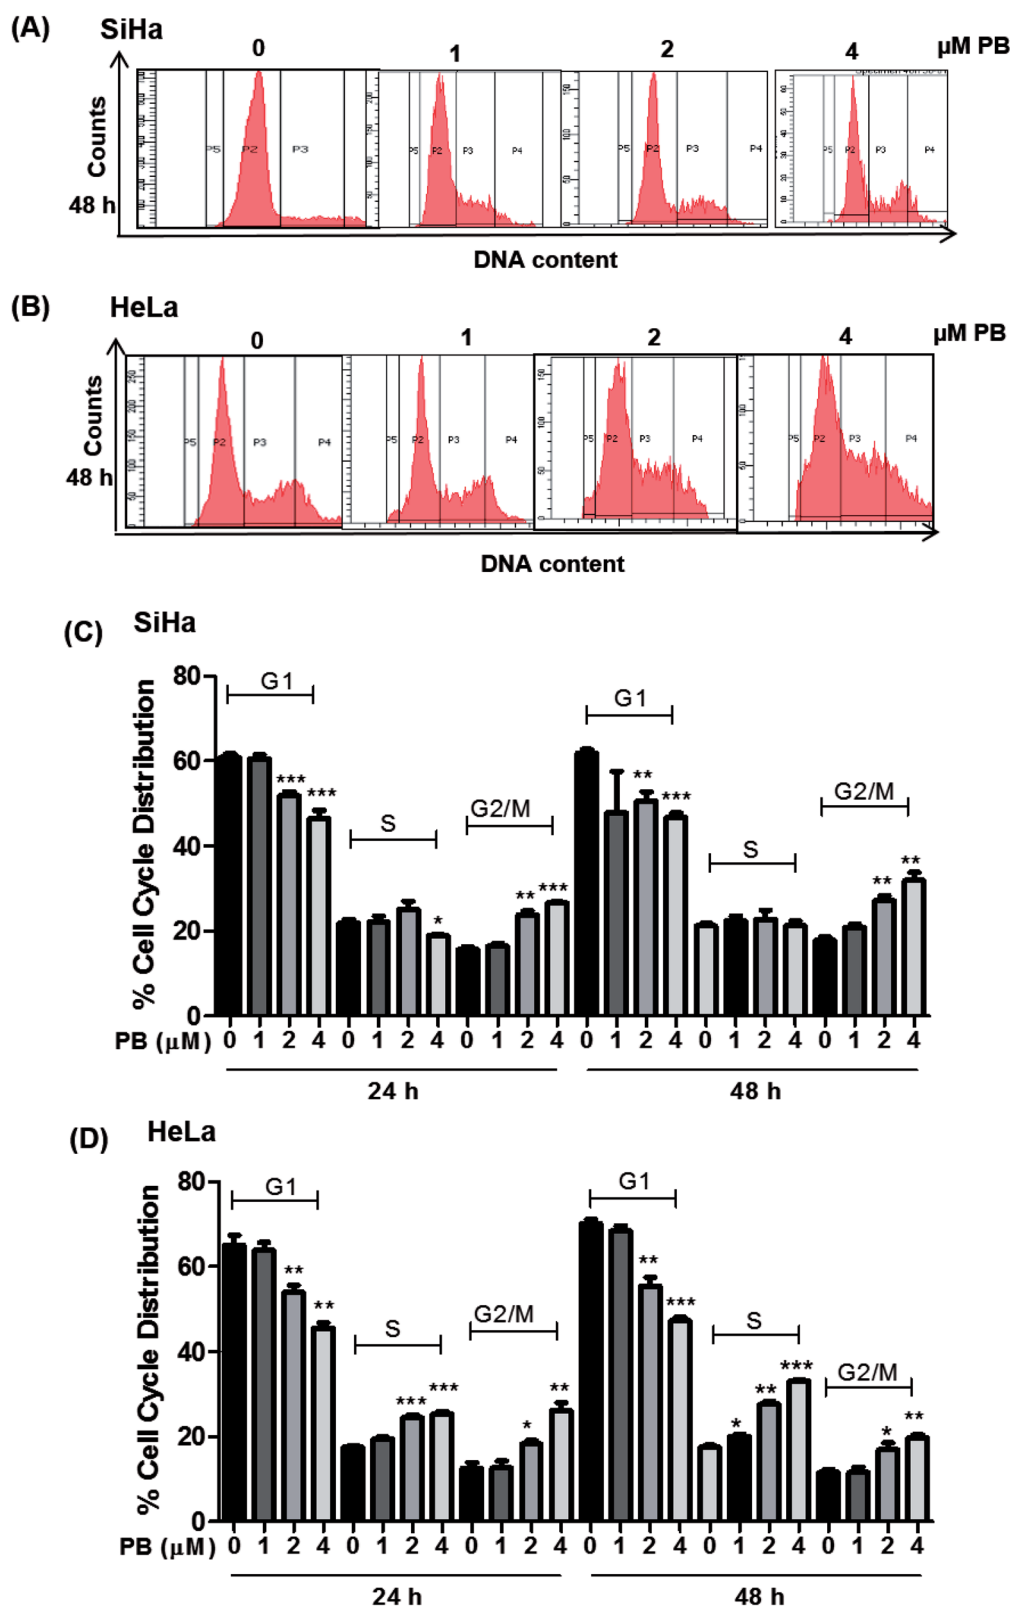 (A) SiHa
0 1 2 4 µM PB
Counts
48 h
P5 P2 P3
P5 P2 P3 P4
P5 P2 P3 P4
P5 P2 P3 P4
DNA content
(B) HeLa
0 1 2 4 µM PB
Counts
48 h
P5 P2 P3 P4
P5 P2 P3 P4
P5 P2 P3 P4
P5 P2 P3 P4
DNA content
(C) SiHa
% Cell Cycle Distribution
80
60
40
20
0
G1 S G2/M G1 S G2/M
*** *** * ** *** ** *** ** **
PB (µM) 0 1 2 4 0 1 2 4 0 1 2 4 0 1 2 4 0 1 2 4 0 1 2 4
24 h 48 h
(D) HeLa
% Cell Cycle Distribution
80
60
40
20
0
G1 S G2/M G1 S G2/M
** ** *** *** * ** ** *** * ** *** * **
PB (µM) 0 1 2 4 0 1 2 4 0 1 2 4 0 1 2 4 0 1 2 4 0 1 2 4
24 h 48 h